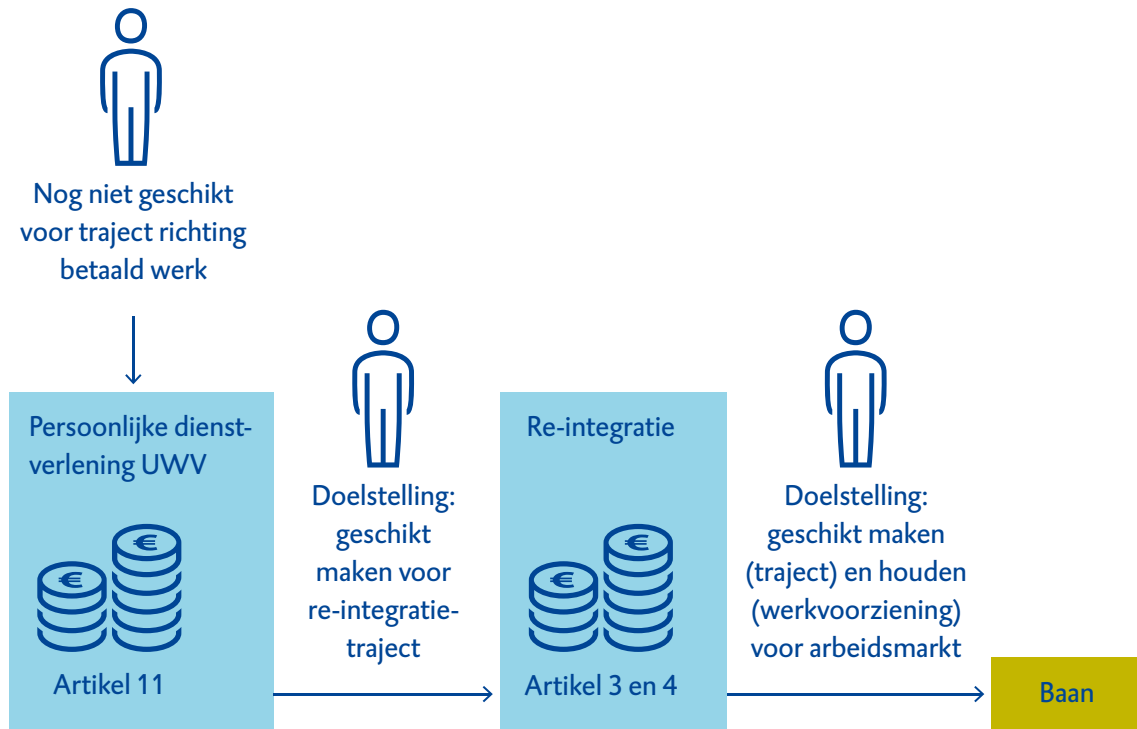 Nog niet geschikt
voor traject richting
betaald werk
Persoonlijke dienst-
verlening UWV
€
€
Artikel 11
Doelstelling:
geschikt
maken voor
re-integratie-
traject
Re-integratie
€
€
Artikel 3 en 4
Doelstelling:
geschikt maken
(traject) en houden
(werkvoorziening)
voor arbeidsmarkt
Baan